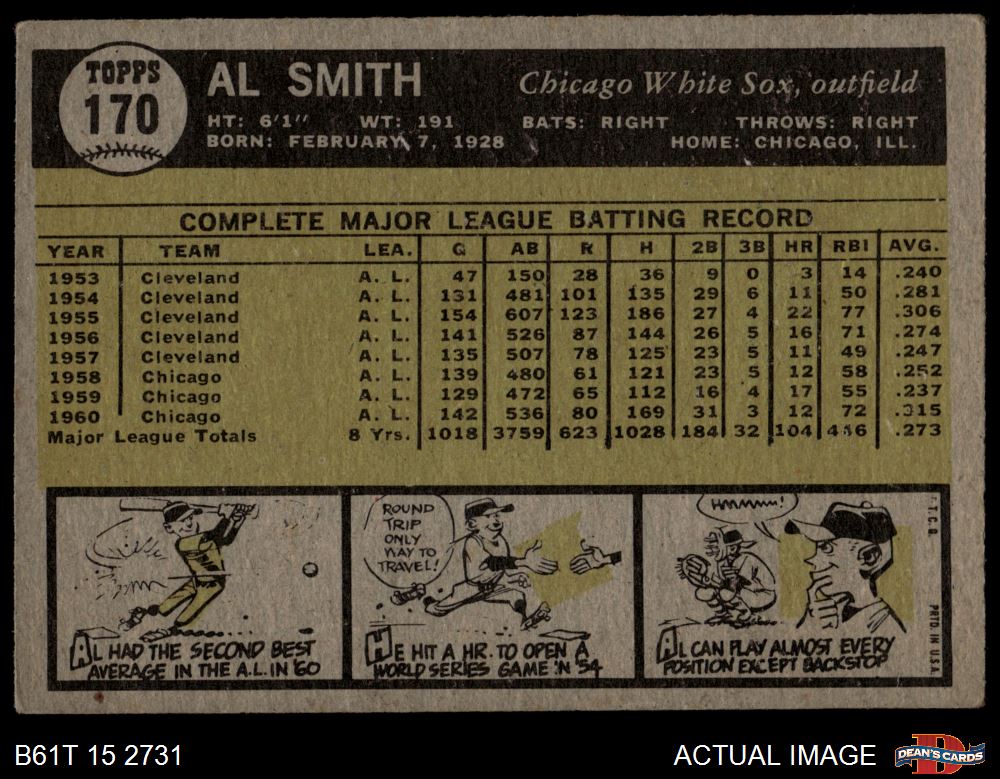 TOPPS
170
AL SMITH
Chicago White Sox, outfield
HT: 6'1" WT: 191 BATS: RIGHT THROWS: RIGHT
BORN: FEBRUARY 7, 1928 HOME: CHICAGO, ILL.
COMPLETE MAJOR LEAGUE BATTING RECORD
YEAR TEAM LEA. G AB R H 2B 3B HR RBI AVG.
1953 Cleveland A. L. 47 150 28 36 9 0 3 14 .240
1954 Cleveland A. L. 131 481 101 135 29 6 11 50 .281
1955 Cleveland A. L. 154 607 123 186 27 4 22 77 .306
1956 Cleveland A. L. 141 526 87 144 26 5 16 71 .274
1957 Cleveland A. L. 135 507 78 125 23 5 11 49 .247
1958 Chicago A. L. 139 480 61 121 23 5 12 58 .252
1959 Chicago A. L. 129 472 65 112 16 4 17 55 .237
1960 Chicago A. L. 142 536 80 169 31 3 12 72 .315
Major League Totals 8 Yrs. 1018 3759 623 1028 184 32 104 446 .273
ROUND
TRIP
ONLY
WAY TO
TRAVEL!
HMMMM!
AL HAD THE SECOND BEST
AVERAGE IN THE A.L. IN '60
HE HIT A HR. TO OPEN A
WORLD SERIES GAME IN '54
AL CAN PLAY ALMOST EVERY
POSITION EXCEPT BACKSTOP
T.C.G. PRTD. IN U.S.A.
B61T 15 2731
ACTUAL IMAGE
DEAN'S CARDS